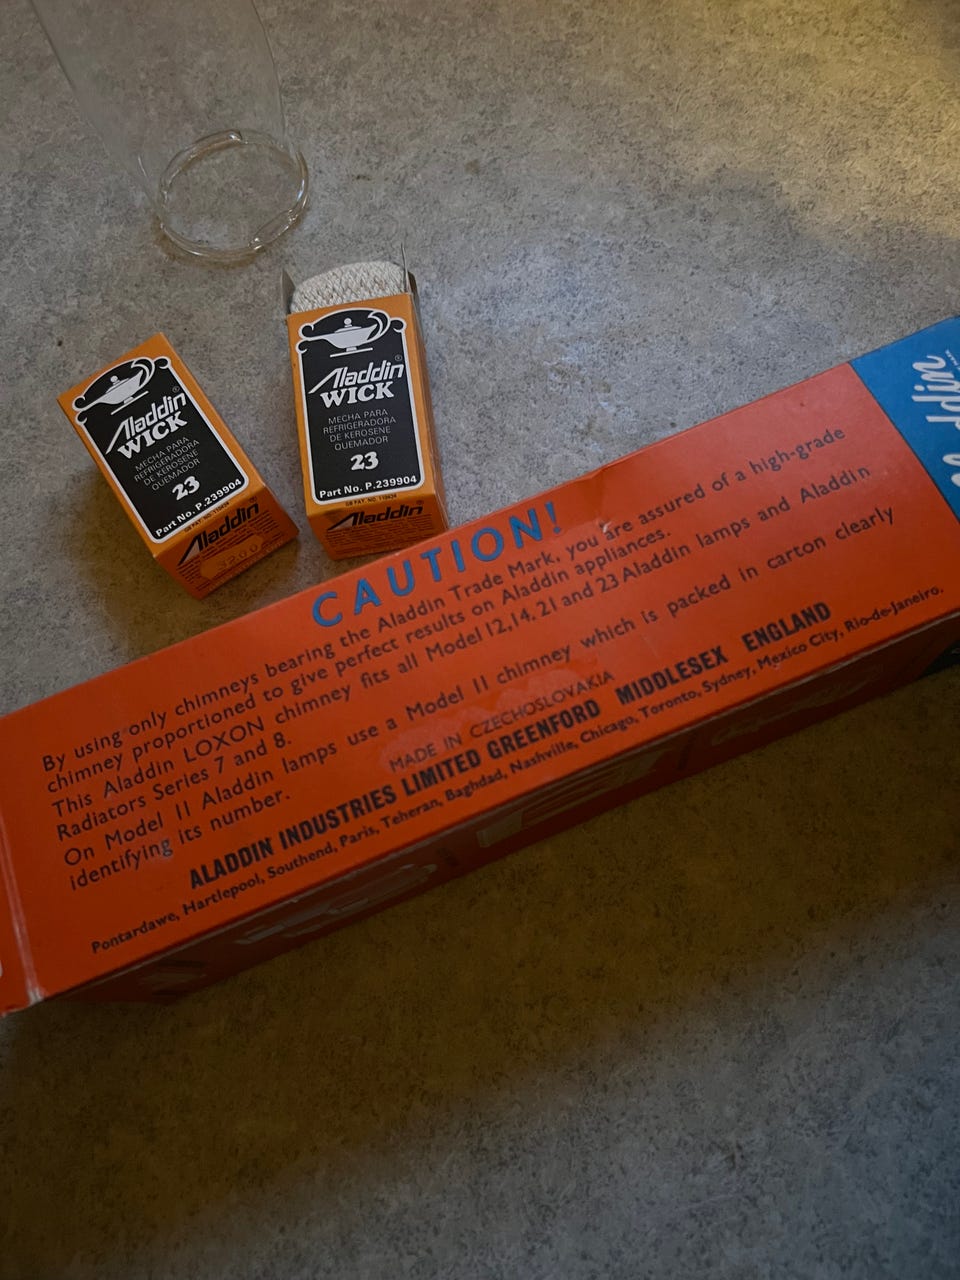 Aladdin
WICK
MECHA PARA
REFRIGERADORA
DE KEROSENE
QUEMADOR
23
Part No. P.239904
Aladdin
3200
Aladdin
WICK
MECHA PARA
REFRIGERADORA
DE KEROSENE
QUEMADOR
23
Part No. P.239904
Aladdin
CAUTION!
By using only chimneys bearing the Aladdin Trade Mark, you're assured of a high-grade
chimney proportioned to give perfect results on Aladdin appliances.
This Aladdin LOXON chimney fits all Model 12, 14, 21 and 23 Aladdin lamps and Aladdin
Radiators Series 7 and 8.
On Model 11 Aladdin lamps use a Model 11 chimney which is packed in carton clearly
identifying its number.
MADE IN CZECHOSLOVAKIA
ALADDIN INDUSTRIES LIMITED GREENFORD MIDDLESEX ENGLAND
Pontardawe, Hartlepool, Southend, Paris, Teheran, Baghdad, Nashville, Chicago, Toronto, Sydney, Mexico City, Rio-de-Janeiro.